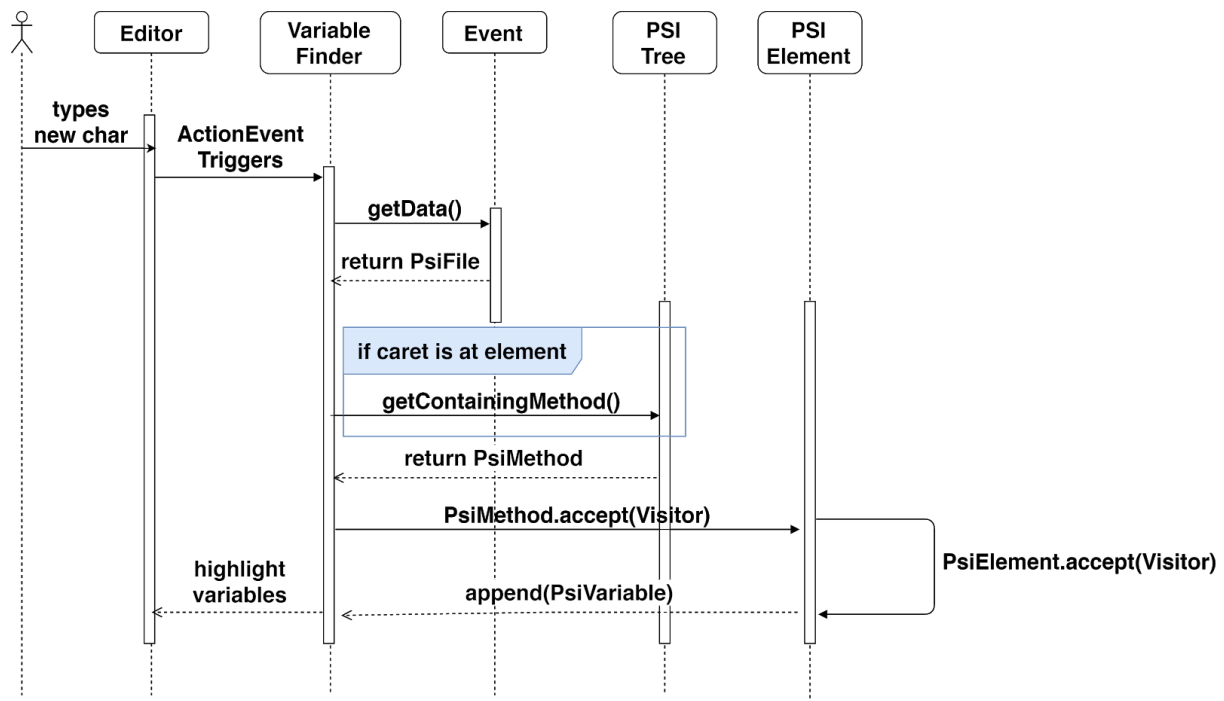 Editor
Variable
Finder
Event
PSI
Tree
PSI
Element
types
new char
ActionEvent
Triggers
getData()
return PsiFile
if caret is at element
getContainingMethod()
return PsiMethod
PsiMethod.accept(Visitor)
PsiElement.accept(Visitor)
highlight
variables
append(PsiVariable)